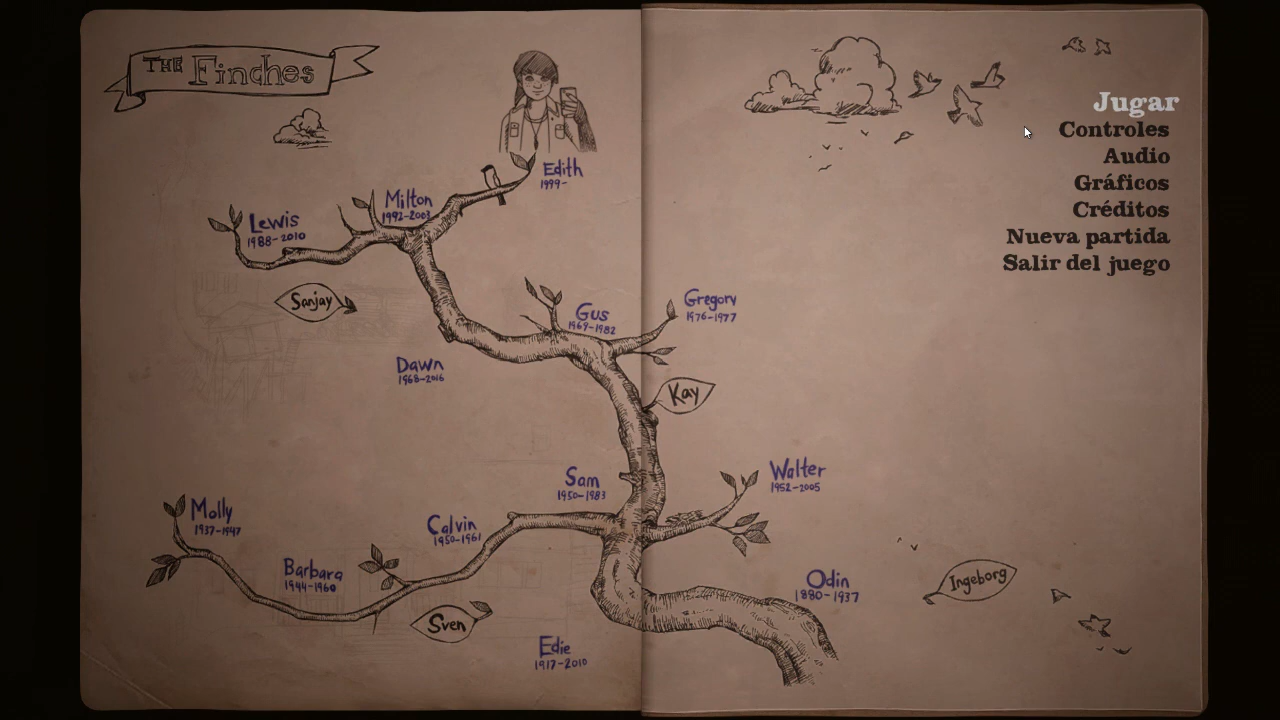 THE Finches
Edith
1999-
Milton
1992-2003
Lewis
1988-2010
Sanjay
Gus
1969-1982
Gregory
1976-1977
Dawn
1968-2016
Kay
Sam
1950-1983
Walter
1952-2005
Molly
1937-1947
Calvin
1950-1961
Barbara
1944-1960
Sven
Edie
1917-2010
Odin
1880-1937
Ingeborg
Jugar
Controles
Audio
Gráficos
Créditos
Nueva partida
Salir del juego